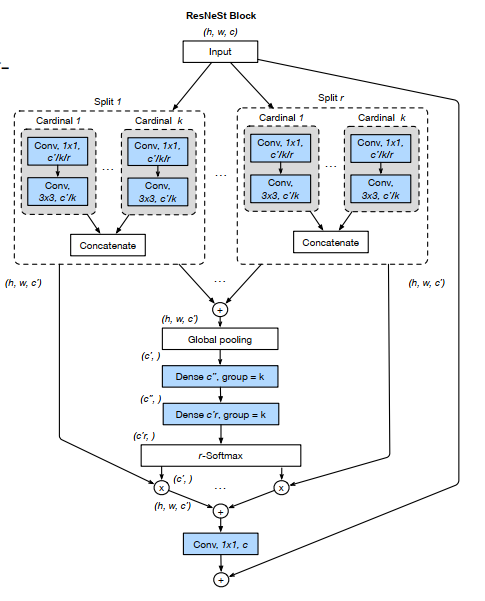 ResNeSt Block
(h, w, c)
Input
Split 1
Split r
Cardinal 1
Cardinal k
Cardinal 1
Cardinal k
Conv, 1x1,
c'/k/r
Conv, 1x1,
c'/k/r
Conv, 1x1,
c'/k/r
Conv, 1x1,
c'/k/r
...
...
...
Conv,
3x3, c'/k
Conv,
3x3, c'/k
Conv,
3x3, c'/k
Conv,
3x3, c'/k
Concatenate
Concatenate
(h, w, c')
(h, w, c')
...
+
(h, w, c')
Global pooling
(c', )
Dense c'', group = k
(c'', )
Dense c'r, group = k
(c'r, )
r-Softmax
(c', )
x
...
x
(h, w, c')
+
Conv, 1x1, c
+